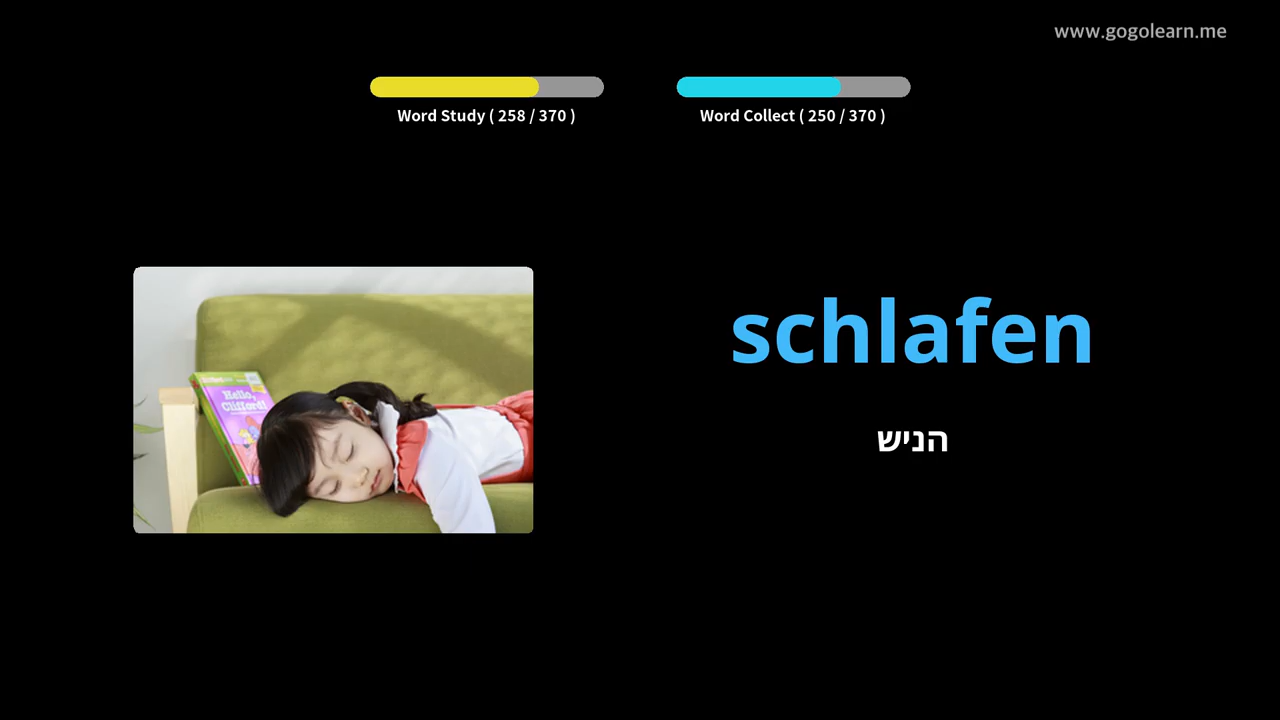 www.gogolearn.me
Word Study ( 258 / 370 )
Word Collect ( 250 / 370 )
Hello,
Clifford!
schlafen
הניש